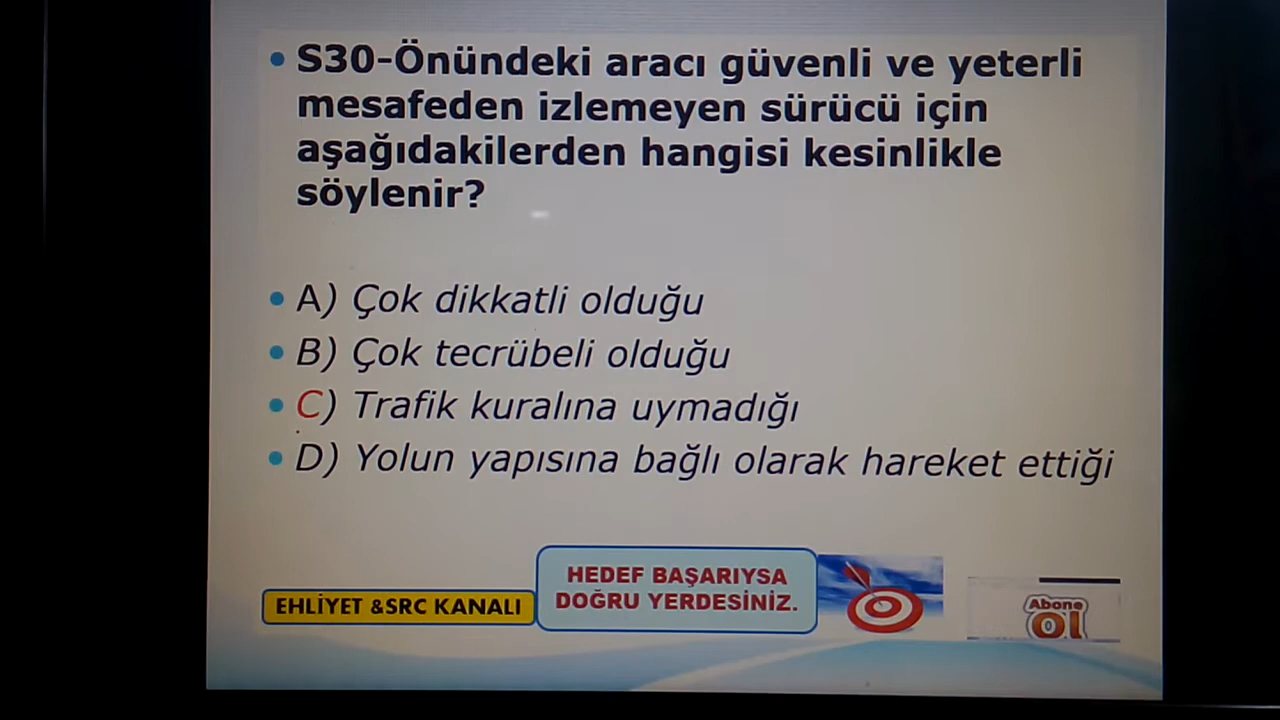 • S30-Önündeki aracı güvenli ve yeterli
mesafeden izlemeyen sürücü için
aşağıdakilerden hangisi kesinlikle
söylenir?
• A) Çok dikkatli olduğu
• B) Çok tecrübeli olduğu
• C) Trafik kuralına uymadığı
• D) Yolun yapısına bağlı olarak hareket ettiği
HEDEF BAŞARIYSA
DOĞRU YERDESİNİZ.
EHLİYET &SRC KANALI
Abone
Ol